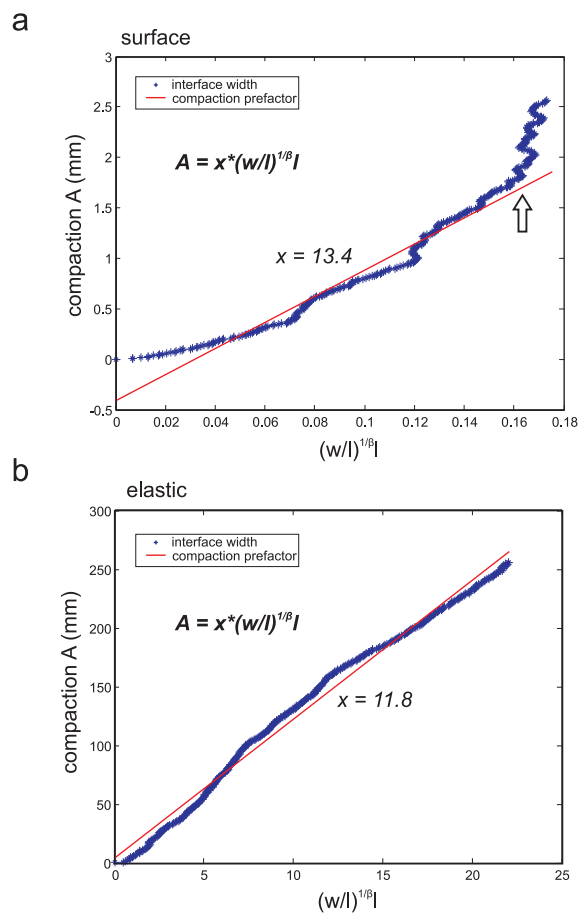 a
surface
interface width
compaction prefactor
A = x*(w/l)^{1/β}l
x = 13.4
compaction A (mm)
3
2.5
2
1.5
1
0.5
0
-0.5
0
0.02
0.04
0.06
0.08
0.1
0.12
0.14
0.16
0.18
(w/l)^{1/β}l
b
elastic
interface width
compaction prefactor
A = x*(w/l)^{1/β}l
x = 11.8
compaction A (mm)
300
250
200
150
100
50
0
0
5
10
15
20
25
(w/l)^{1/β}l